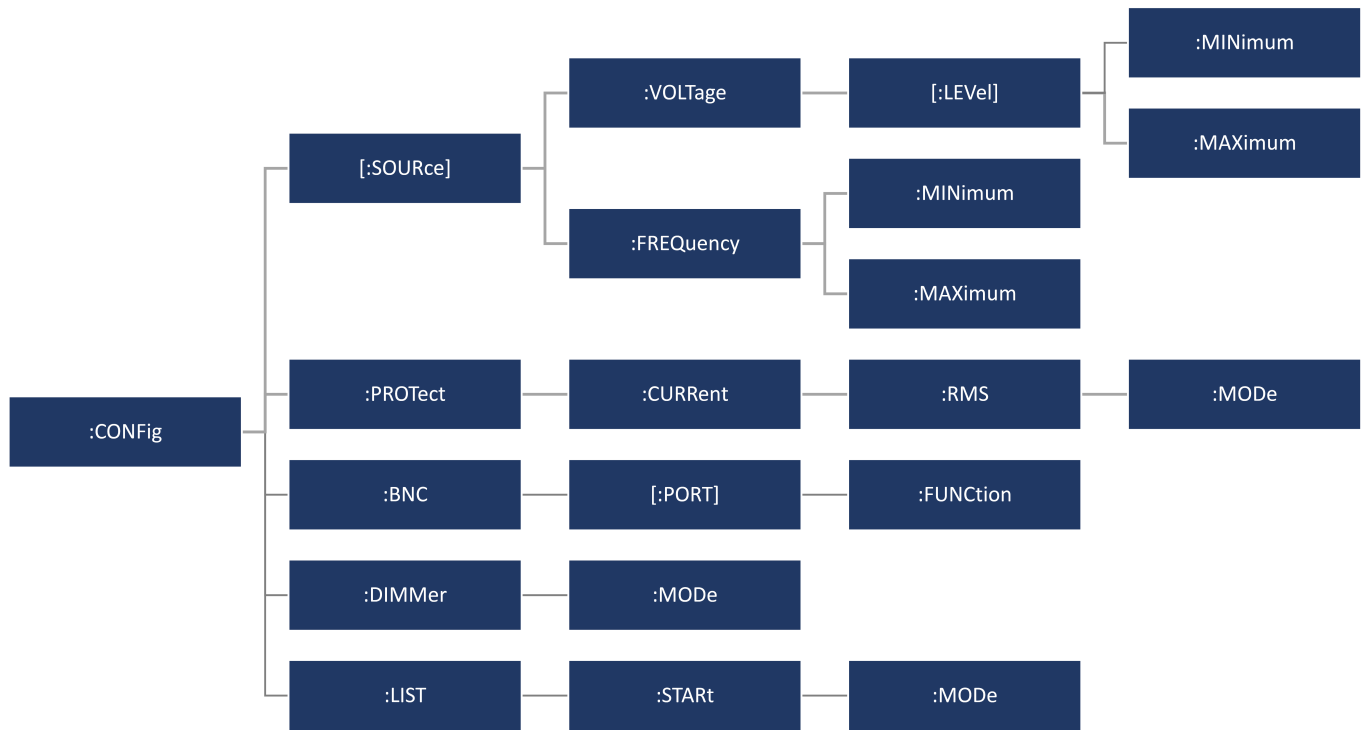 :MINimum
:VOLTage
[:LEVel]
:MAXimum
[:SOURce]
:MINimum
:FREQuency
:MAXimum
:PROTect
:CURRent
:RMS
:MODe
:CONFig
:BNC
[:PORT]
:FUNCtion
:DIMMer
:MODe
:LIST
:STARt
:MODe